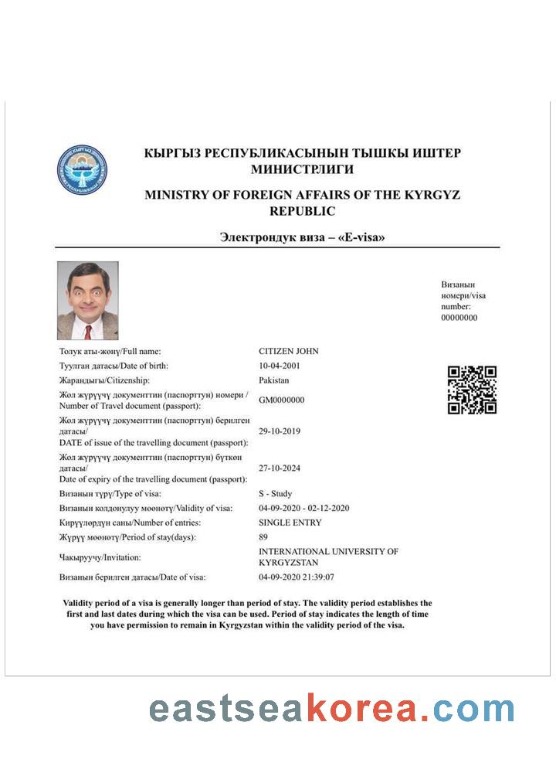 КЫРГЫЗ РЕСПУБЛИКАСЫНЫН ТЫШКЫ ИШТЕР
МИНИСТРЛИГИ
MINISTRY OF FOREIGN AFFAIRS OF THE KYRGYZ
REPUBLIC
Электрондук виза – «E-visa»
Визанын
номери/visa
number:
00000000
Толук аты-жөнү/Full name: CITIZEN JOHN
Туулган датасы/Date of birth: 10-04-2001
Жарандыгы/Citizenship: Pakistan
Жол жүрүүчү документтин (паспорттун) номери /
Number of Travel document (passport): GM0000000
Жол жүрүүчү документтин (паспорттун) берилген
датасы/ 29-10-2019
DATE of issue of the travelling document (passport):
Жол жүрүүчү документтин (паспорттун) бүткөн
датасы/ 27-10-2024
Date of expiry of the travelling document (passport):
Визанын түрү/Type of visa: S - Study
Визанын колдонулуу мөөнөтү/Validity of visa: 04-09-2020 - 02-12-2020
Кирүүлөрдүн саны/Number of entries: SINGLE ENTRY
Жүрүү мөөнөтү/Period of stay(days): 89
Чакыруучу/Invitation: INTERNATIONAL UNIVERSITY OF
KYRGYZSTAN
Визанын берилген датасы/Date of visa: 04-09-2020 21:39:07
Validity period of a visa is generally longer than period of stay. The validity period establishes the
first and last dates during which the visa can be used. Period of stay indicates the length of time
you have permission to remain in Kyrgyzstan within the validity period of the visa.
eastseakorea.com